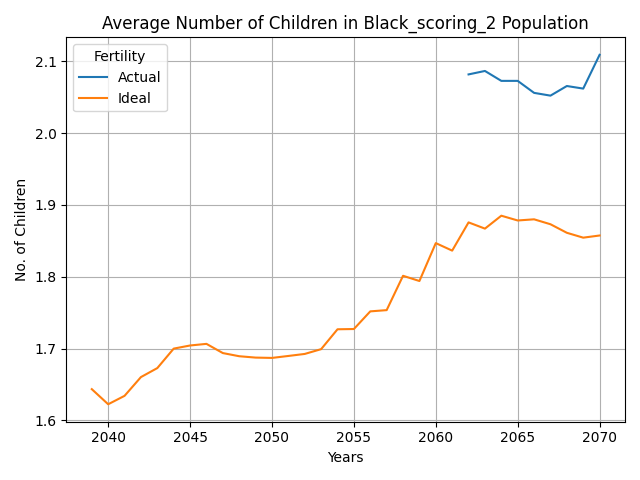 Average Number of Children in Black_scoring_2 Population
Fertility
Actual
Ideal
2.1
2.0
1.9
1.8
1.7
1.6
No. of Children
2040 2045 2050 2055 2060 2065 2070
Years